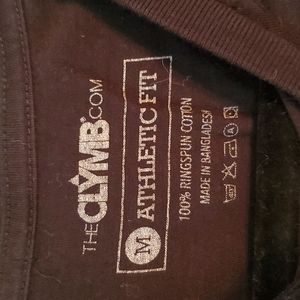 THE CLYMB.COM
M ATHLETIC FIT
100% RINGSPUN COTTON
MADE IN BANGLADESH